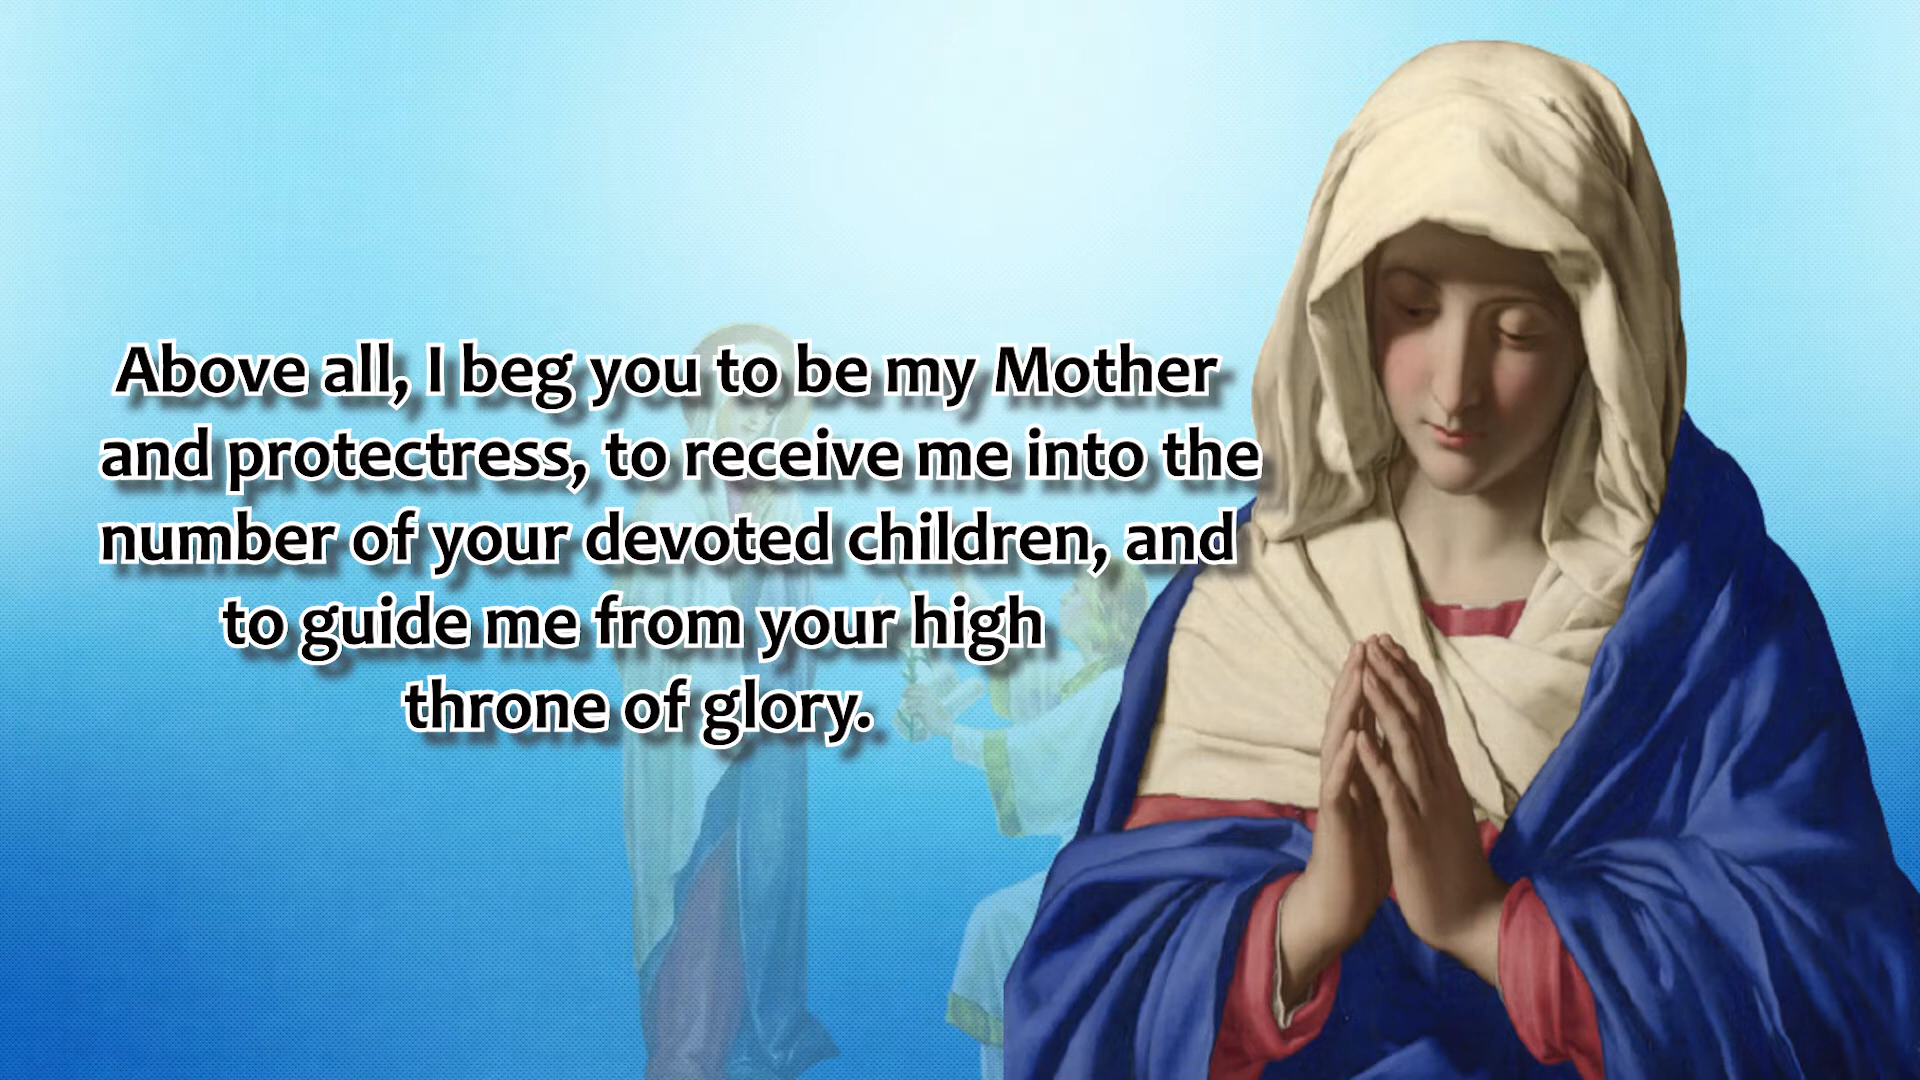 Above all, I beg you to be my Mother
and protectress, to receive me into the
number of your devoted children, and
to guide me from your high
throne of glory.